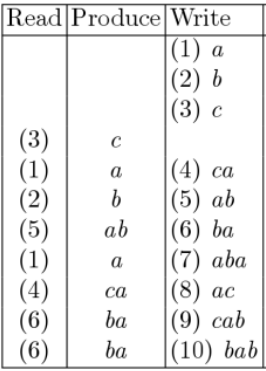 Read Produce Write
(1) a
(2) b
(3) c
(3) c
(1) a (4) ca
(2) b (5) ab
(5) ab (6) ba
(1) a (7) aba
(4) ca (8) ac
(6) ba (9) cab
(6) ba (10) bab